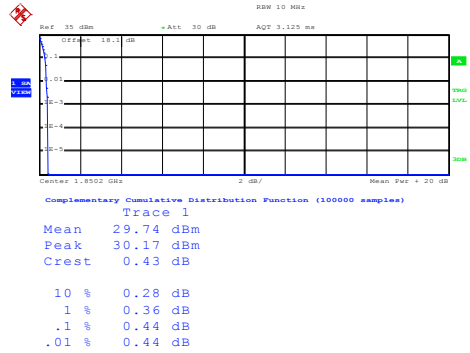 RBW 10 MHz
Ref 35 dBm *Att 30 dB AQT 3.125 ms
Offset 18.1 dB
0.1
A
0.01
1 SA
VIEW
TRG
LVL
1E-3
1E-4
1E-5
3DB
Center 1.8502 GHz 2 dB/ Mean Pwr + 20 dB
Complementary Cumulative Distribution Function (100000 samples)
Trace 1
Mean 29.74 dBm
Peak 30.17 dBm
Crest 0.43 dB
10 % 0.28 dB
1 % 0.36 dB
.1 % 0.44 dB
.01 % 0.44 dB